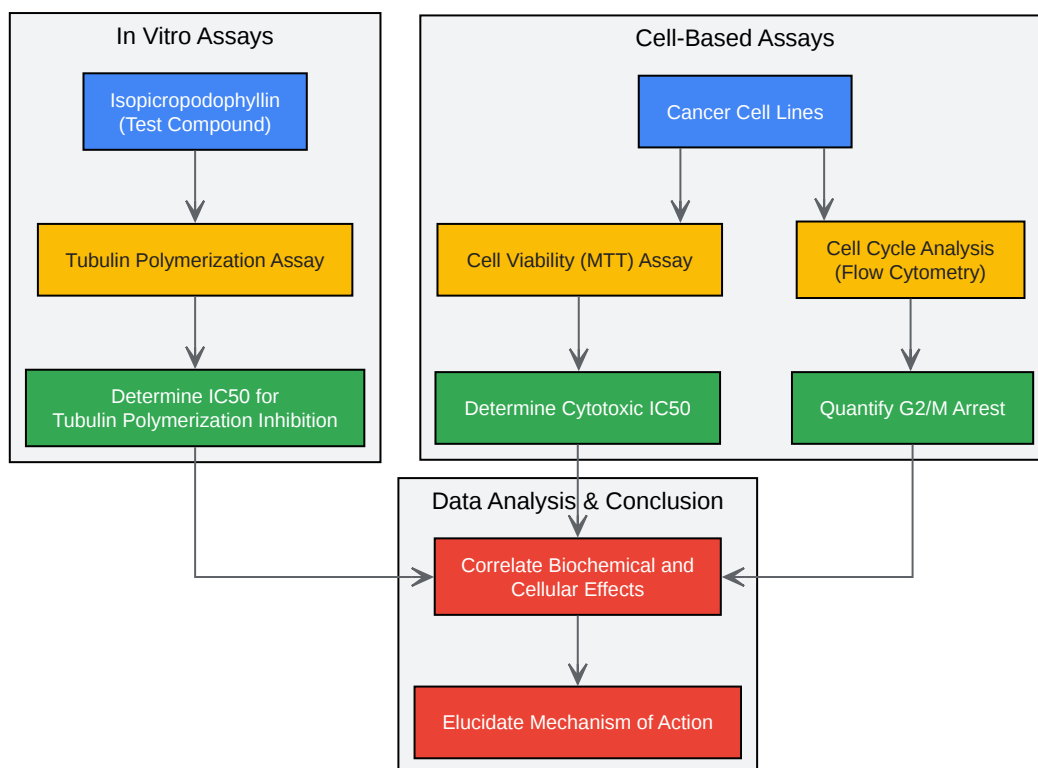 In Vitro Assays
Isopicropodophyllin
(Test Compound)
Tubulin Polymerization Assay
Determine IC50 for
Tubulin Polymerization Inhibition
Cell-Based Assays
Cancer Cell Lines
Cell Viability (MTT) Assay
Cell Cycle Analysis
(Flow Cytometry)
Determine Cytotoxic IC50
Quantify G2/M Arrest
Data Analysis & Conclusion
Correlate Biochemical and
Cellular Effects
Elucidate Mechanism of Action